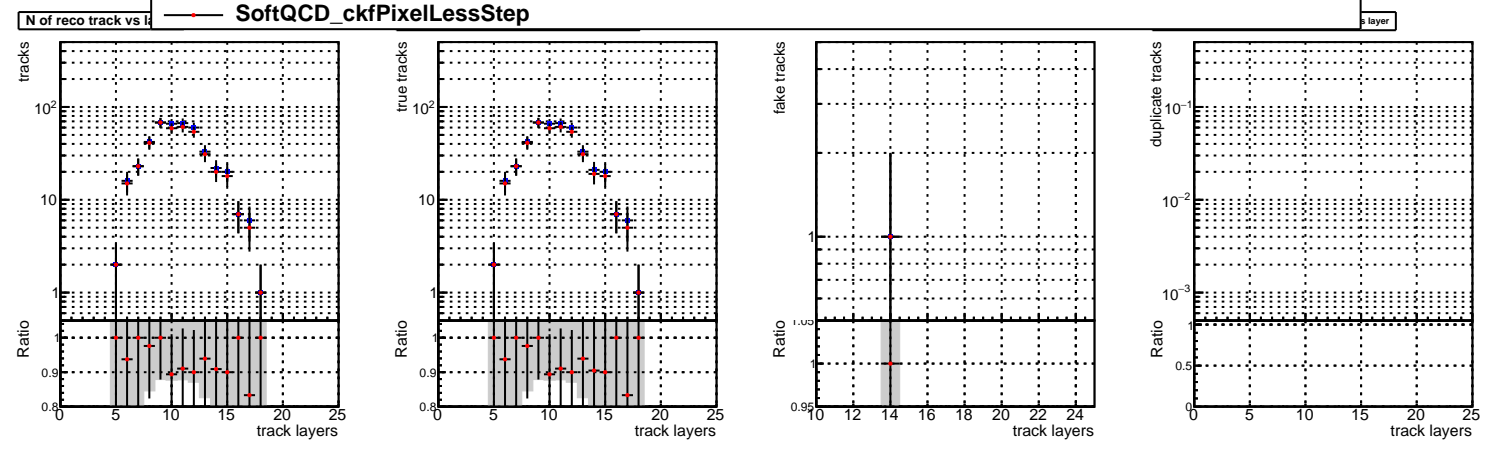 SoftQCD_ckfPixelLessStep
N of reco track vs la
s layer
tracks
10²
10
1
Ratio
1
0.9
0.8
0 5 10 15 20 25
track layers
true tracks
10²
10
1
Ratio
1
0.9
0.8
0 5 10 15 20 25
track layers
fake tracks
1
Ratio
1.05
1
0.95
10 12 14 16 18 20 22 24
track layers
duplicate tracks
10⁻¹
10⁻²
10⁻³
Ratio
1
0.5
0
0 5 10 15 20 25
track layers